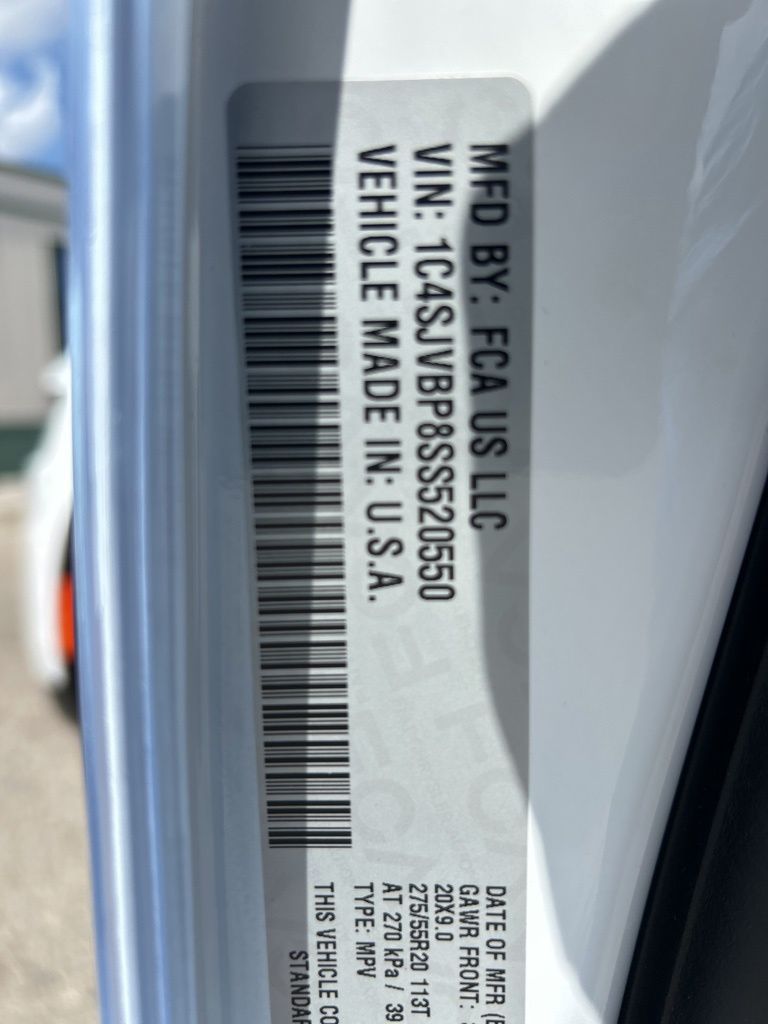 MFD BY: FCA US LLC
VIN: 1C4SJVBP8SS520550
VEHICLE MADE IN: U.S.A.
DATE OF MFR
GAWR FRONT:
20X9.0
275/55R20 113T
AT 270 kPa / 39
TYPE: MPV
THIS VEHICLE